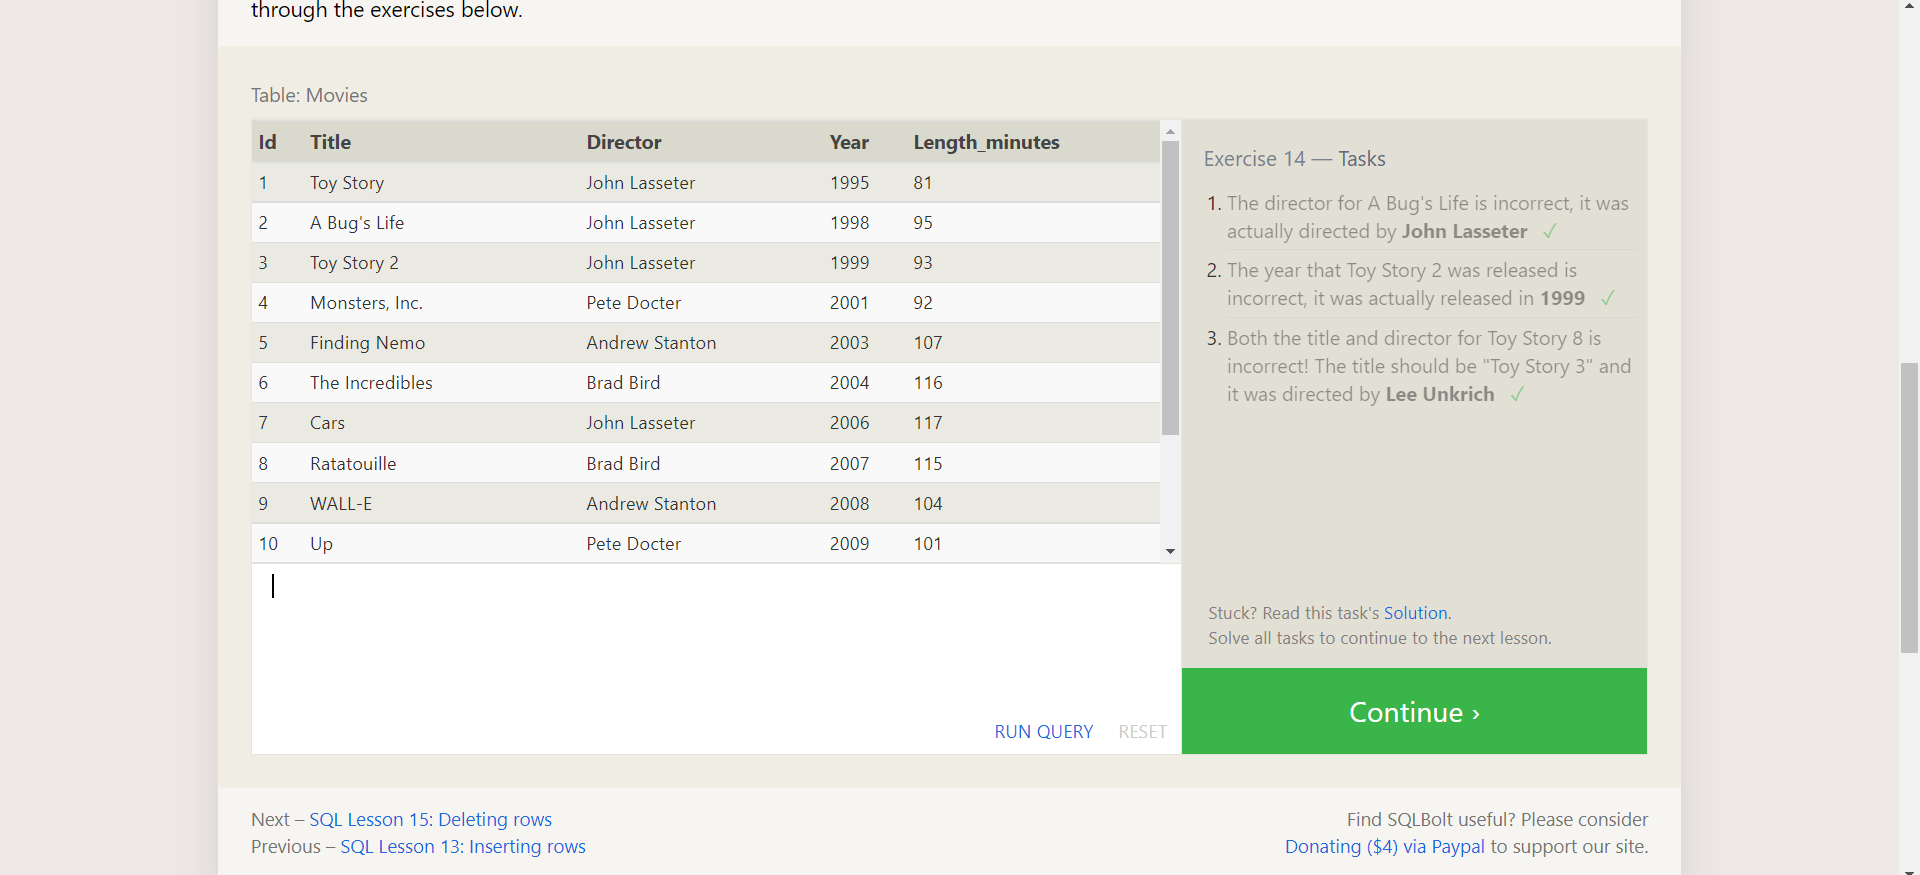 through the exercises below.
Table: Movies
Id Title Director Year Length_minutes
1 Toy Story John Lasseter 1995 81
2 A Bug's Life John Lasseter 1998 95
3 Toy Story 2 John Lasseter 1999 93
4 Monsters, Inc. Pete Docter 2001 92
5 Finding Nemo Andrew Stanton 2003 107
6 The Incredibles Brad Bird 2004 116
7 Cars John Lasseter 2006 117
8 Ratatouille Brad Bird 2007 115
9 WALL-E Andrew Stanton 2008 104
10 Up Pete Docter 2009 101
RUN QUERY RESET
Exercise 14 — Tasks
1. The director for A Bug's Life is incorrect, it was
actually directed by John Lasseter ✓
2. The year that Toy Story 2 was released is
incorrect, it was actually released in 1999 ✓
3. Both the title and director for Toy Story 8 is
incorrect! The title should be "Toy Story 3" and
it was directed by Lee Unkrich ✓
Stuck? Read this task's Solution.
Solve all tasks to continue to the next lesson.
Continue ›
Next – SQL Lesson 15: Deleting rows
Previous – SQL Lesson 13: Inserting rows
Find SQLBolt useful? Please consider
Donating ($4) via Paypal to support our site.